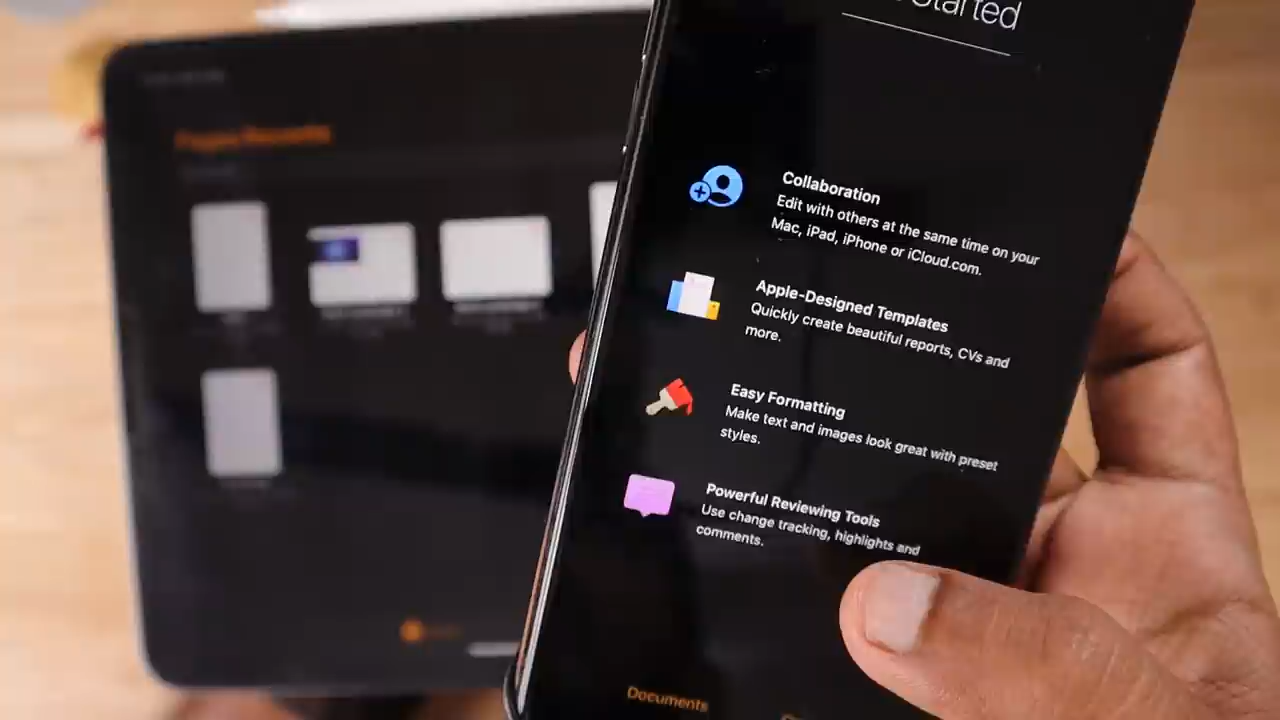 Started
Collaboration
Edit with others at the same time on your
Mac, iPad, iPhone or iCloud.com.
Apple-Designed Templates
Quickly create beautiful reports, CVs and
more.
Easy Formatting
Make text and images look great with preset
styles.
Powerful Reviewing Tools
Use change tracking, highlights and
comments.
Documents